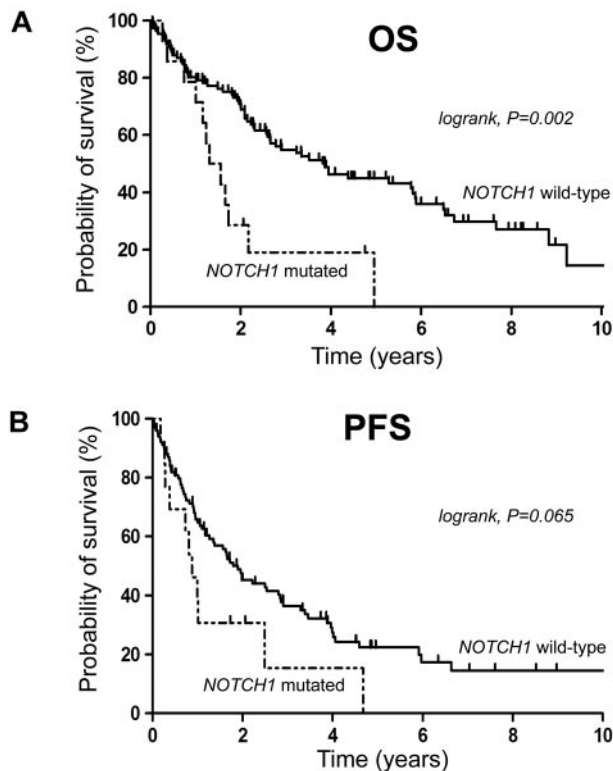 A
OS
Probability of survival (%)
100
80
60
40
20
0
logrank, P=0.002
NOTCH1 wild-type
NOTCH1 mutated
0 2 4 6 8 10
Time (years)
B
PFS
Probability of survival (%)
100
80
60
40
20
0
logrank, P=0.065
NOTCH1 wild-type
NOTCH1 mutated
0 2 4 6 8 10
Time (years)